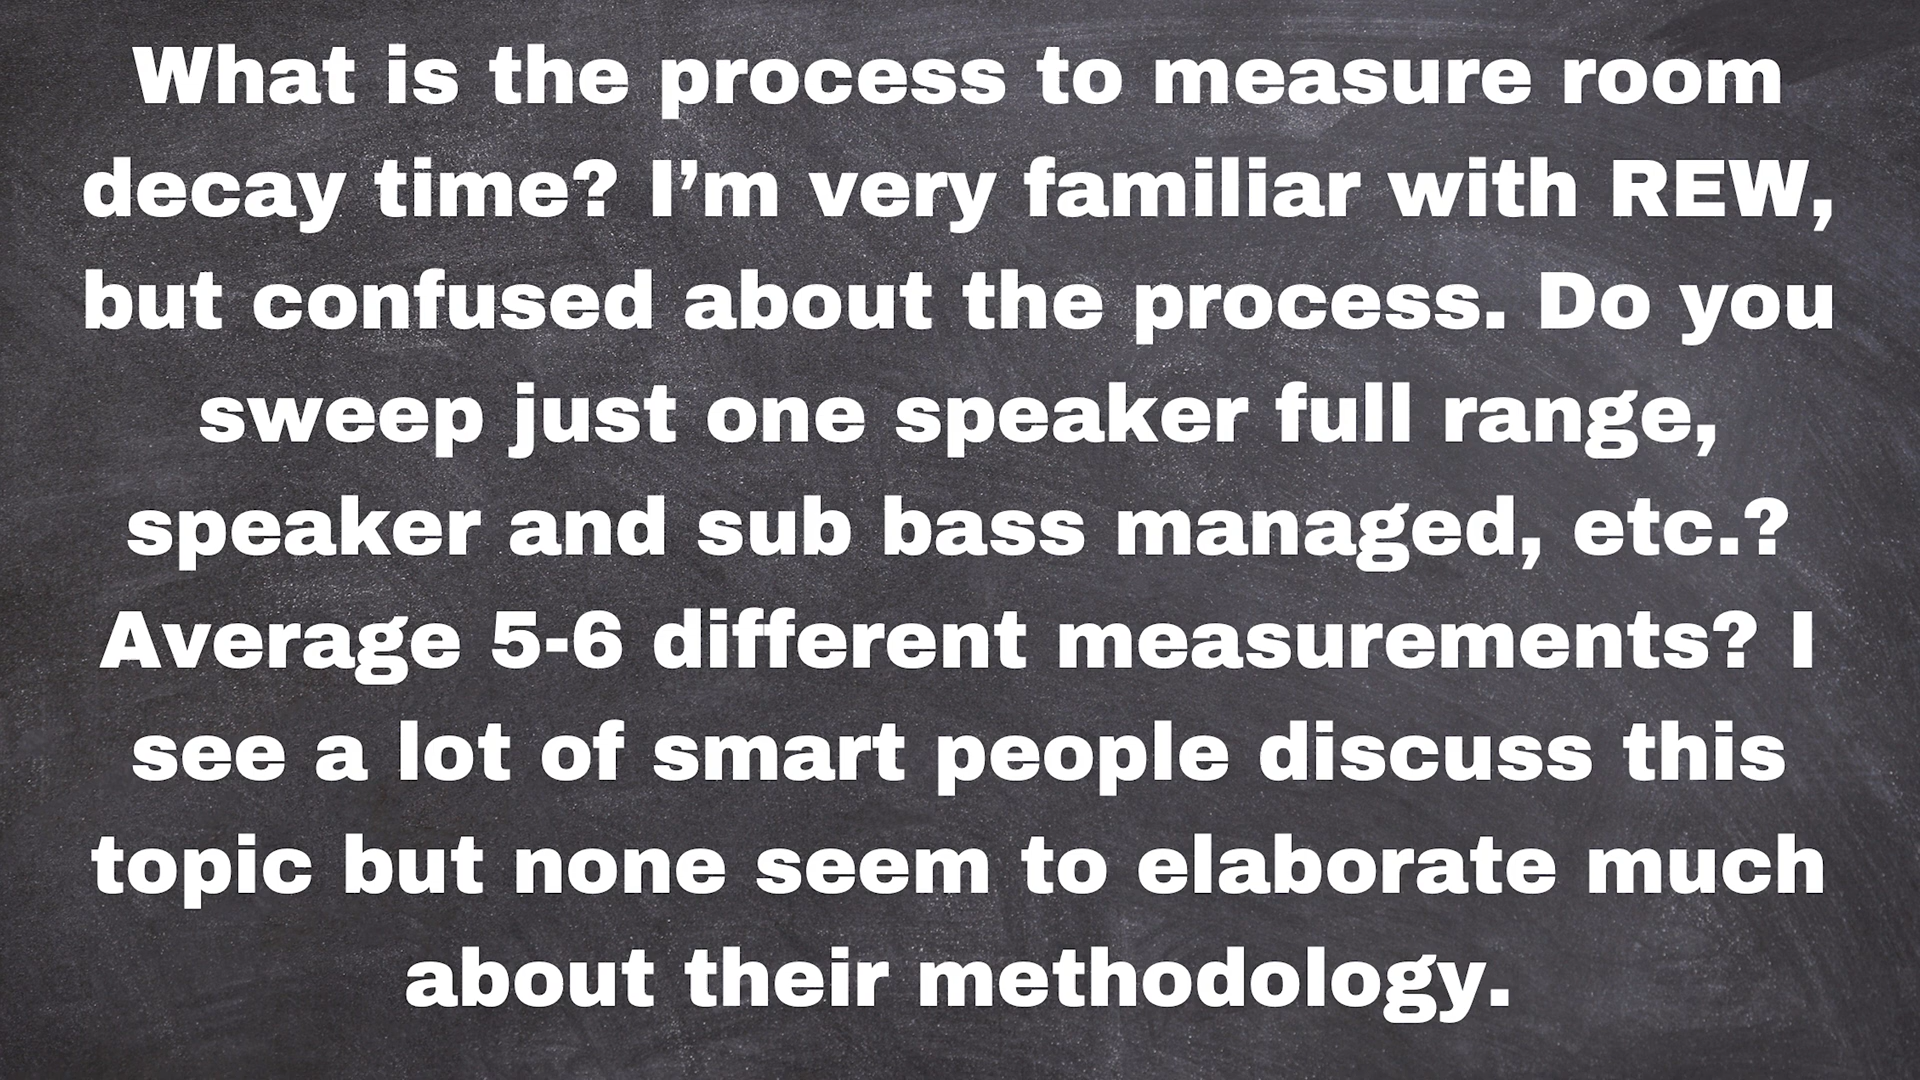 What is the process to measure room
decay time? I’m very familiar with REW,
but confused about the process. Do you
sweep just one speaker full range,
speaker and sub bass managed, etc.?
Average 5-6 different measurements? I
see a lot of smart people discuss this
topic but none seem to elaborate much
about their methodology.